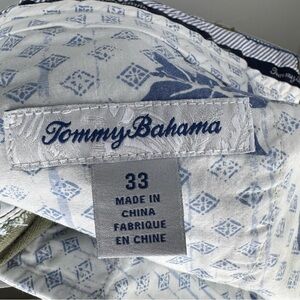 Tommy Bahama
33
MADE IN
CHINA
FABRIQUE
EN CHINE